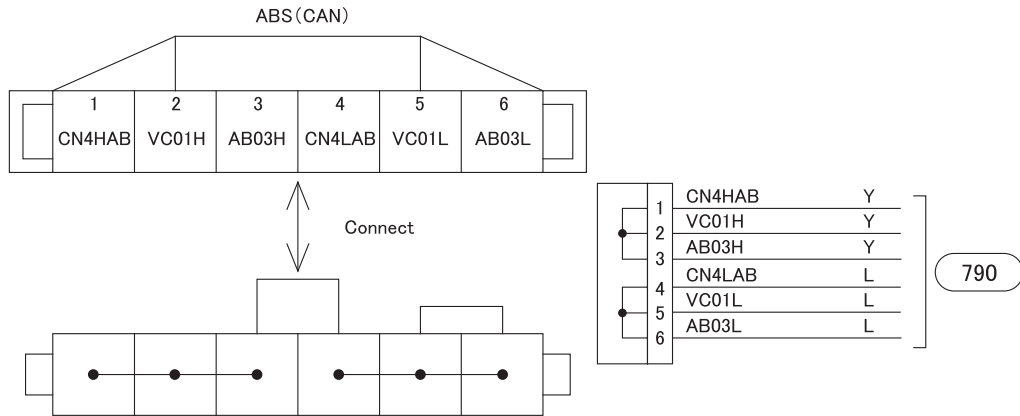 ABS(CAN)
1 2 3 4 5 6
CN4HAB VC01H AB03H CN4LAB VC01L AB03L
Connect
1 CN4HAB Y
2 VC01H Y
3 AB03H Y
4 CN4LAB L
5 VC01L L
6 AB03L L
790